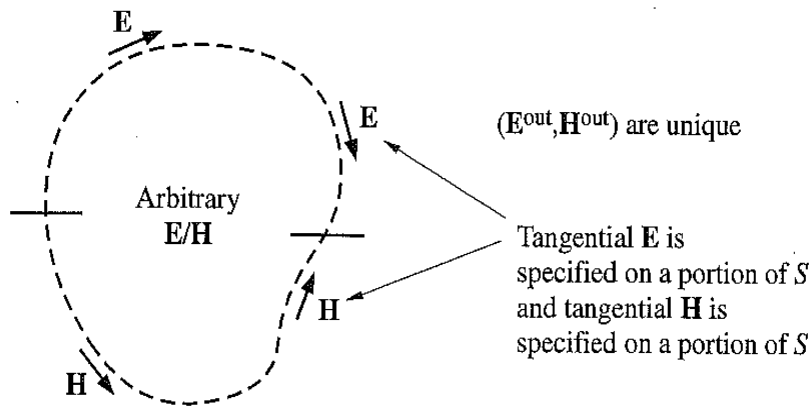 E
E
(E^out,H^out) are unique
Arbitrary
E/H
Tangential E is
specified on a portion of S
and tangential H is
specified on a portion of S
H
H